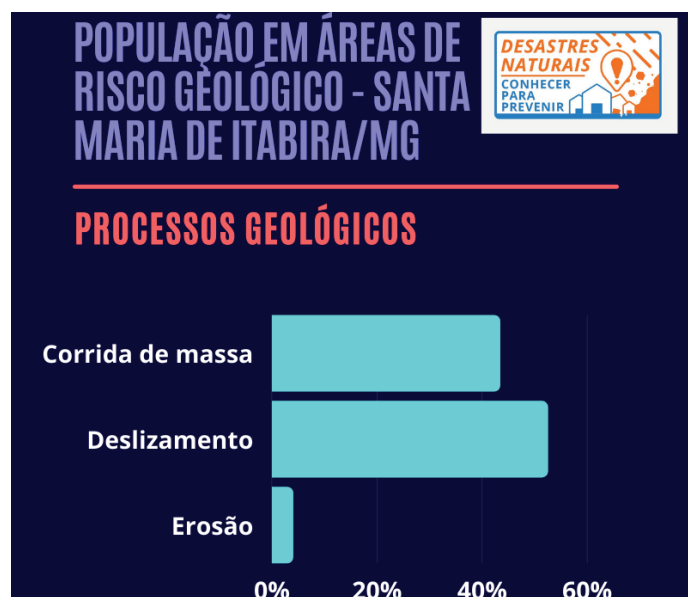 POPULAÇÃO EM ÁREAS DE
RISCO GEOLÓGICO - SANTA
MARIA DE ITABIRA/MG
DESASTRES
NATURAIS
CONHECER
PARA
PREVENIR
PROCESSOS GEOLÓGICOS
Corrida de massa
Deslizamento
Erosão
0% 20% 40% 60%